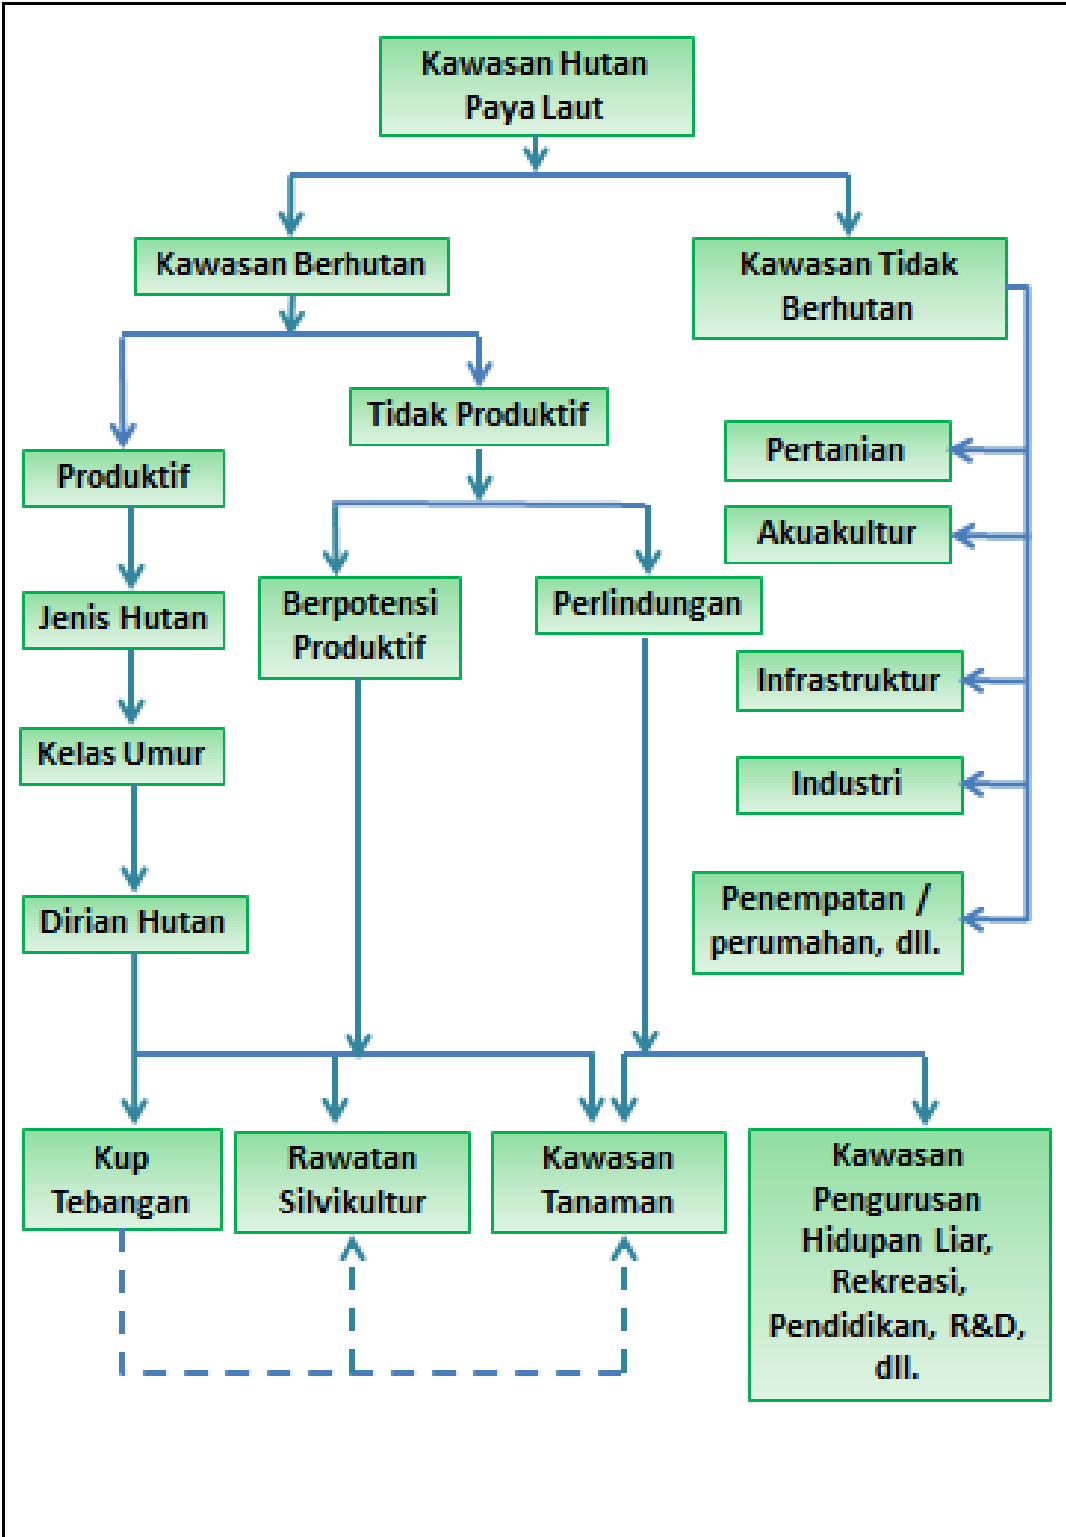 Kawasan Hutan
Paya Laut
Kawasan Berhutan
Kawasan Tidak
Berhutan
Tidak Produktif
Produktif
Pertanian
Akuakultur
Jenis Hutan
Berpotensi
Produktif
Perlindungan
Infrastruktur
Kelas Umur
Industri
Dirian Hutan
Penempatan /
perumahan, dll.
Kup
Tebangan
Rawatan
Silvikultur
Kawasan
Tanaman
Kawasan
Pengurusan
Hidupan Liar,
Rekreasi,
Pendidikan, R&D,
dll.